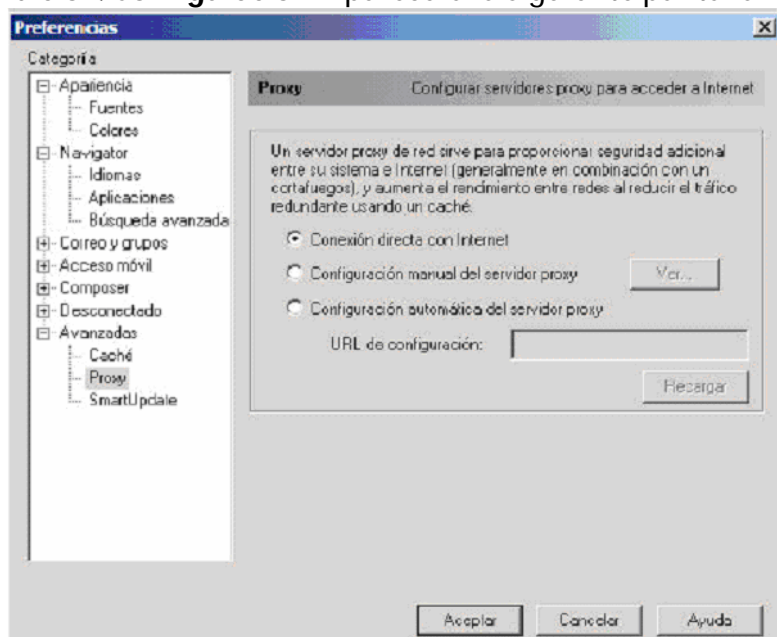 Preferencias
Categoría
Apariencia
Fuentes
Colores
Navigator
Idiomas
Aplicaciones
Búsqueda avanzada
Correo y grupos
Acceso móvil
Composer
Desconectado
Avanzadas
Caché
Proxy
SmartUpdate
Proxy Configurar servidores proxy para acceder a Internet
Un servidor proxy de red sirve para proporcionar seguridad adicional
entre su sistema e Internet (generalmente en combinación con un
cortafuegos), y aumenta el rendimiento entre redes al reducir el tráfico
redundante usando un caché.
Conexión directa con Internet
Configuración manual del servidor proxy Ver...
Configuración automática del servidor proxy
URL de configuración:
Recargar
Aceptar Cancelar Ayuda